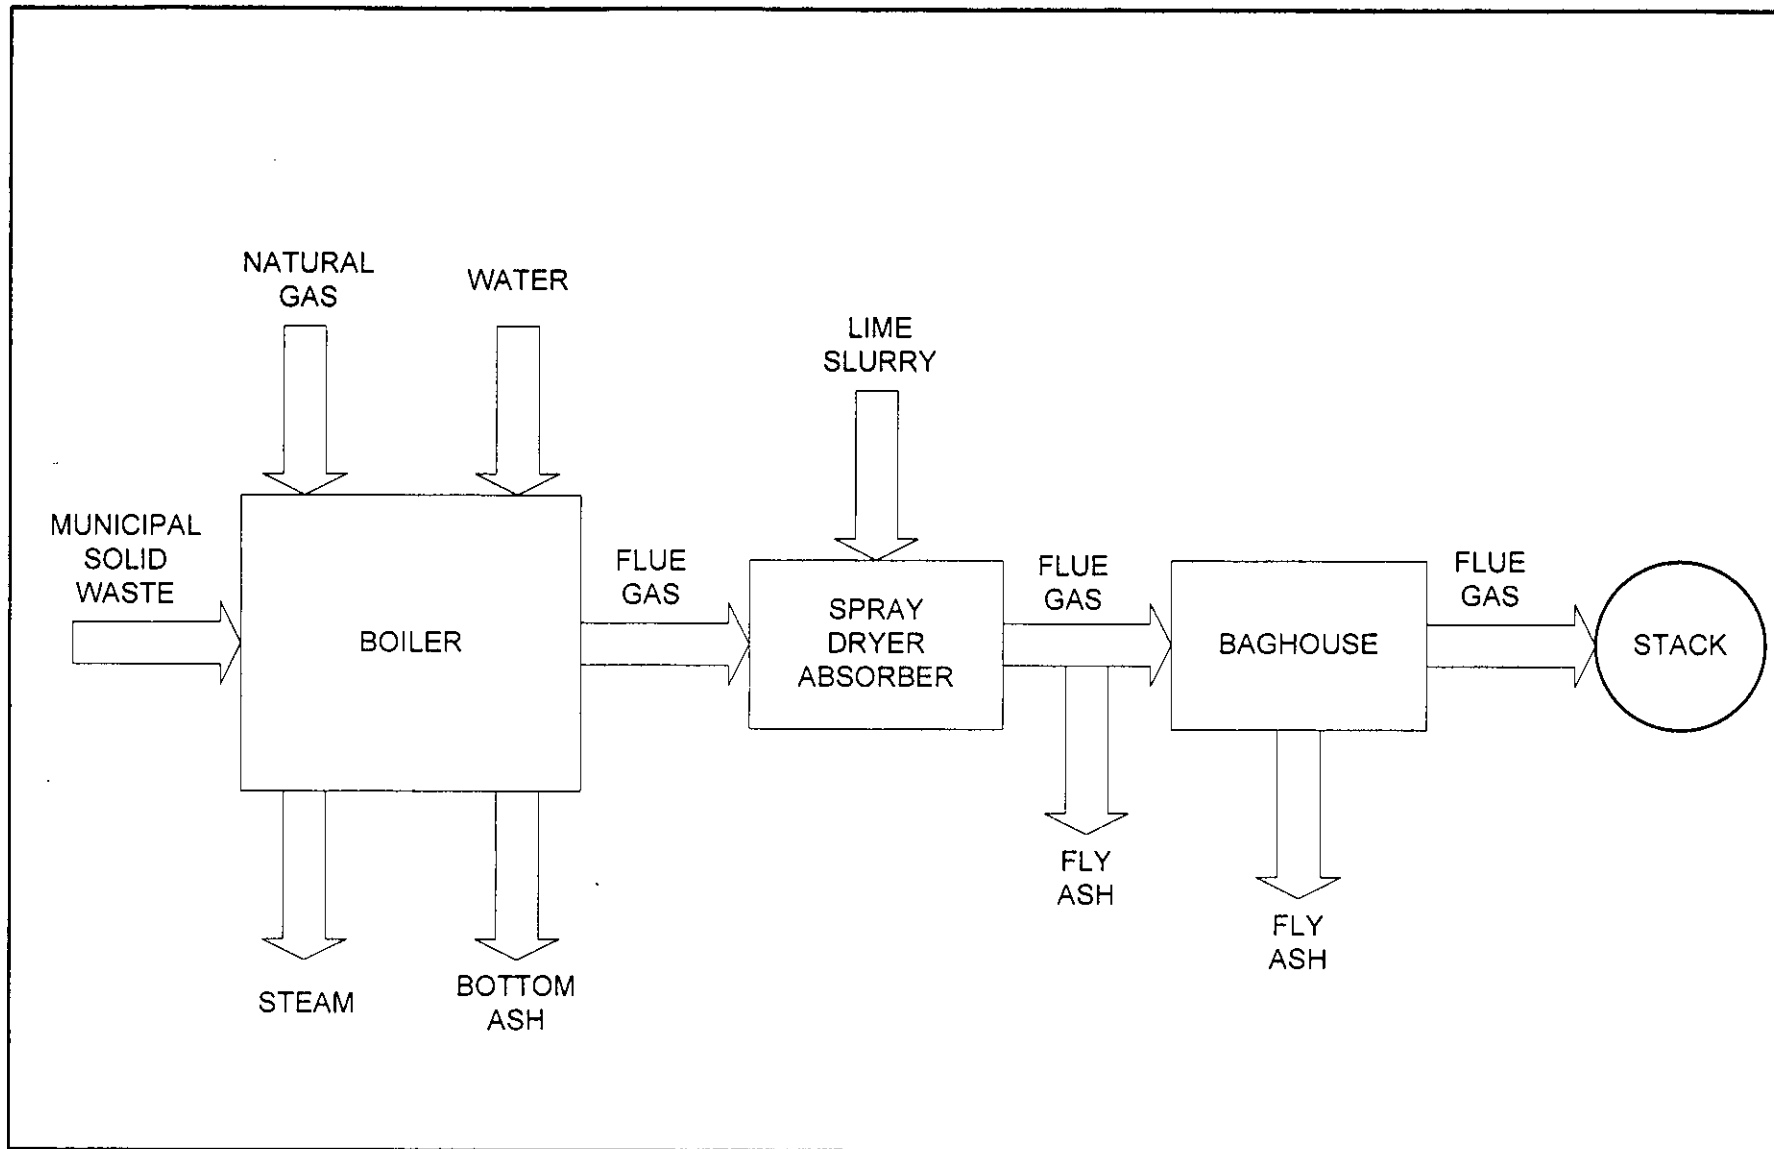 NATURAL
GAS
WATER
LIME
SLURRY
MUNICIPAL
SOLID
WASTE
BOILER
FLUE
GAS
SPRAY
DRYER
ABSORBER
FLUE
GAS
BAGHOUSE
FLUE
GAS
STACK
FLY
ASH
FLY
ASH
STEAM
BOTTOM
ASH